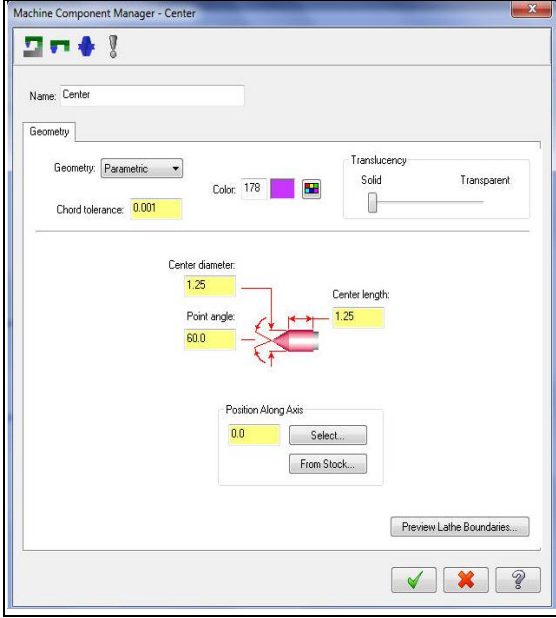 Machine Component Manager - Center
Name: Center
Geometry
Geometry: Parametric
Color: 178
Translucency
Solid Transparent
Chord tolerance: 0.001
Center diameter:
1.25
Center length:
1.25
Point angle:
60.0
Position Along Axis
0.0 Select...
From Stock...
Preview Lathe Boundaries...